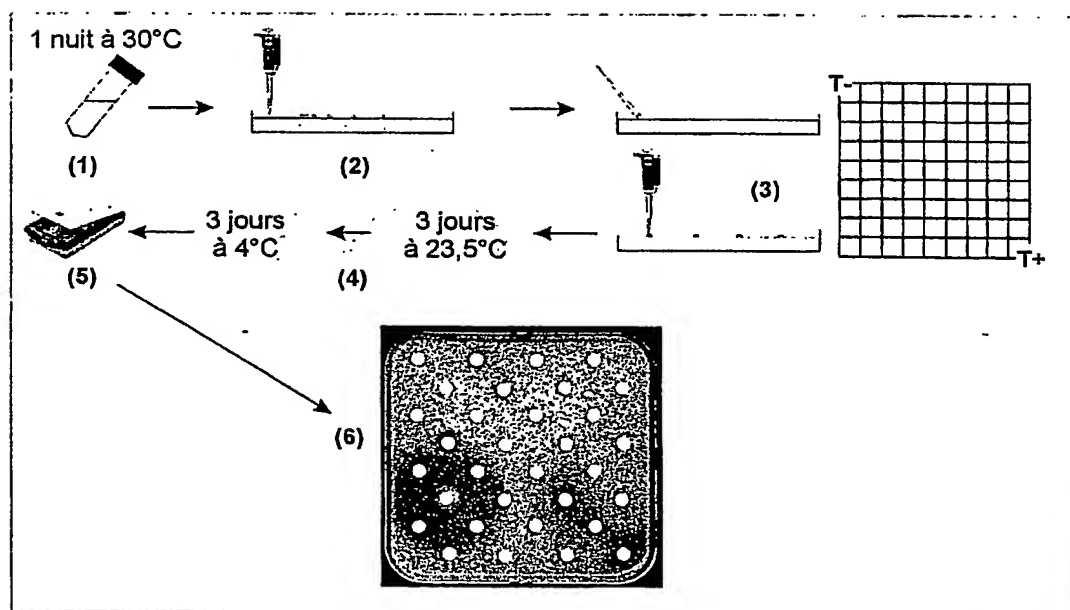 1 nuit à 30°C
(1)
(2)
(3)
T-
T+
3 jours
à 4°C
3 jours
à 23,5°C
(4)
(5)
(6)